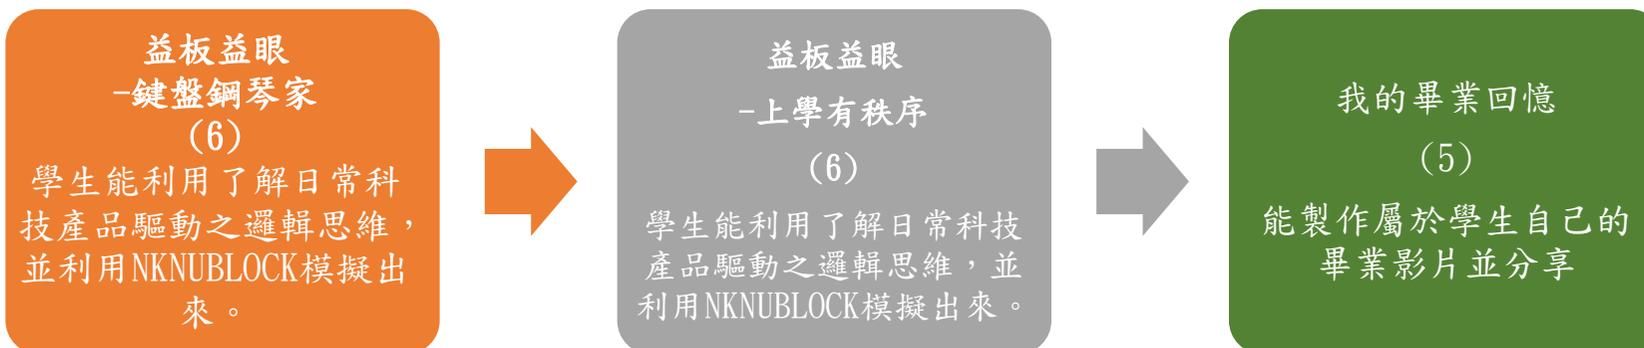 益板益眼
-鍵盤鋼琴家
(6)
學生能利用了解日常科
技產品驅動之邏輯思維，
並利用NKNUBLOCK模擬出
來。
益板益眼
-上學有秩序
(6)
學生能利用了解日常科技
產品驅動之邏輯思維，並
利用NKNUBLOCK模擬出來。
我的畢業回憶
(5)
能製作屬於學生自己的
畢業影片並分享